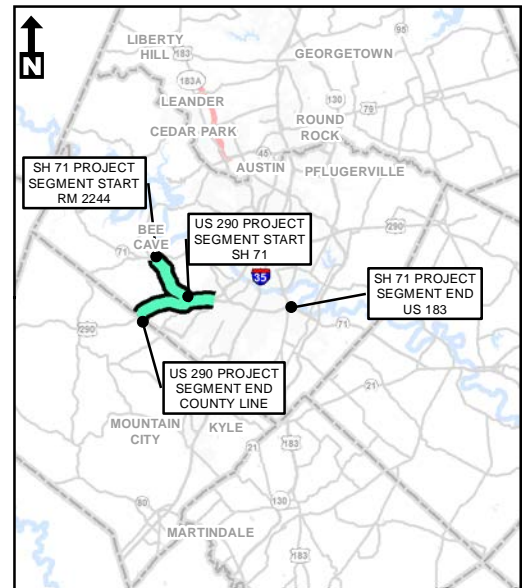 N
LIBERTY
HILL
183
95
GEORGETOWN
183A
LEANDER
130
79
CEDAR PARK
ROUND
ROCK
45
AUSTIN
PFLUGERVILLE
SH 71 PROJECT
SEGMENT START
RM 2244
US 290 PROJECT
SEGMENT START
SH 71
290
BEE
CAVE
71
35
SH 71 PROJECT
SEGMENT END
US 183
71
290
US 290 PROJECT
SEGMENT END
COUNTY LINE
21
MOUNTAIN
CITY
KYLE
21
183
80
130
MARTINDALE
183